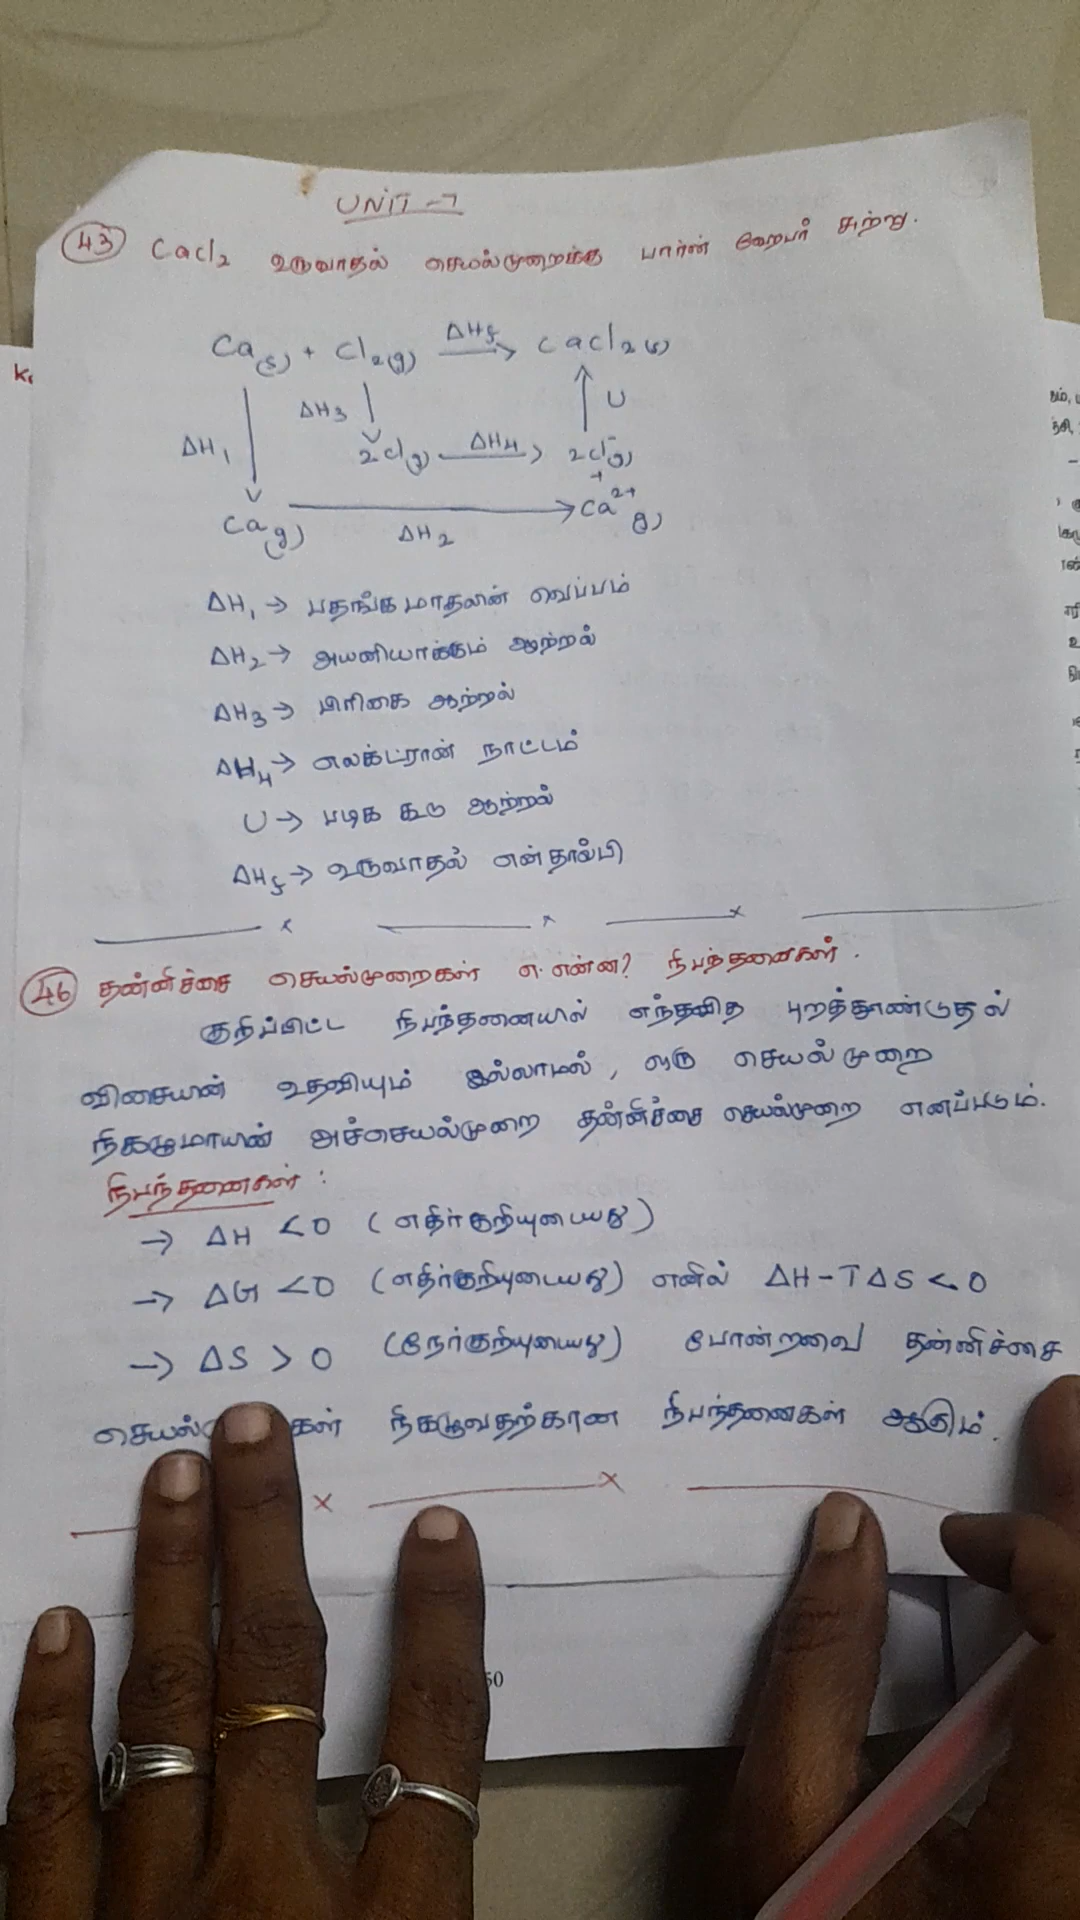 UNIT-7
43 CaCl2 உருவாதல் செயல்முறைக்கு பார்ன் ஹேபர் சுற்று.
Ca(s) + Cl2(g) ΔHf → CaCl2(s)
ΔH1 ΔH3 U
2Cl(g) ΔH4 → 2Cl-(g)
+
Ca(g) ΔH2 → Ca2+(g)
ΔH1 → பதங்கமாதலின் வெப்பம்
ΔH2 → அயனியாக்கும் ஆற்றல்
ΔH3 → பிரிகை ஆற்றல்
ΔH4 → எலக்ட்ரான் நாட்டம்
U → படிக கூடு ஆற்றல்
ΔHf → உருவாதல் என்தால்பி
46 தன்னிச்சை செயல்முறைகள் எ.என்ன? நிபந்தனைகள்.
குறிப்பிட்ட நிபந்தனையில் எந்தவித புறத்தூண்டுதல்
விசையின் உதவியும் இல்லாமல், ஒரு செயல்முறை
நிகழுமாயின் அச்செயல்முறை தன்னிச்சை செயல்முறை எனப்படும்.
நிபந்தனைகள் :
→ ΔH <0 (எதிர்குறியுடையது)
→ ΔG <0 (எதிர்குறியுடையது) எனில் ΔH-TΔS <0
→ ΔS > 0 (நேர்குறியுடையது) போன்றவை தன்னிச்சை
நிகழ்வதற்கான நிபந்தனைகள் ஆகும்.
50